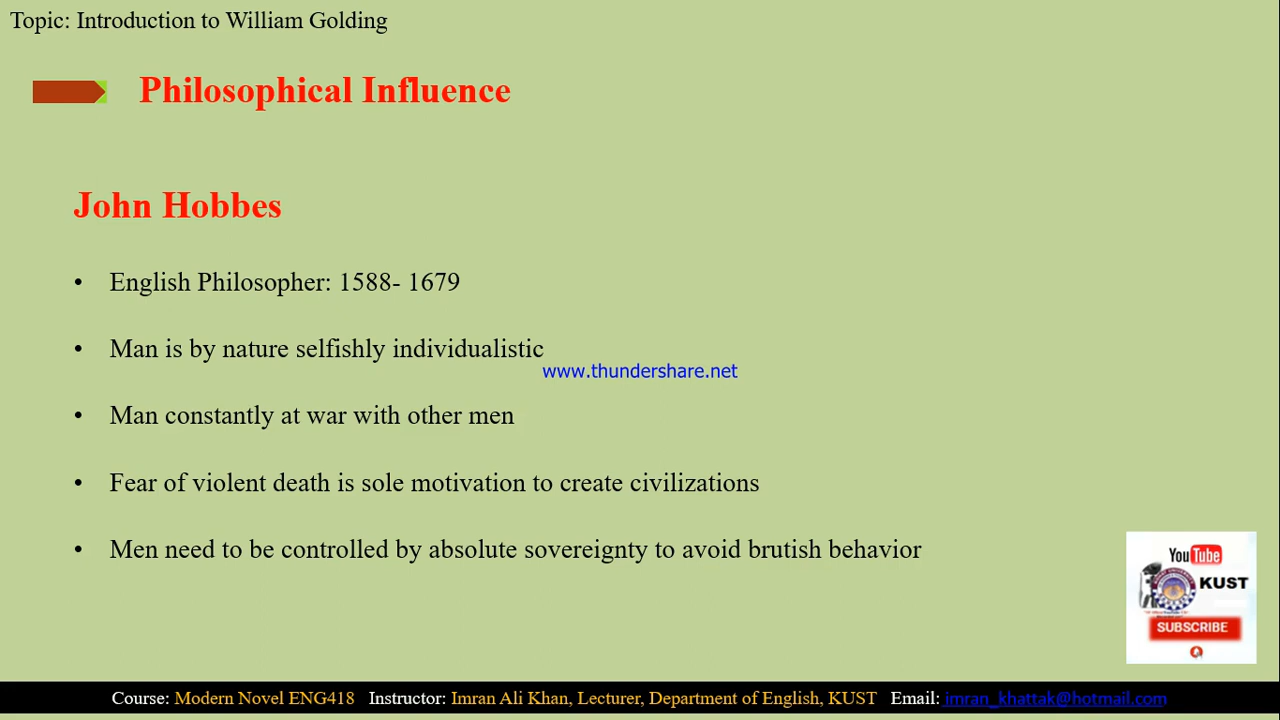 Topic: Introduction to William Golding
Philosophical Influence
John Hobbes
• English Philosopher: 1588- 1679
• Man is by nature selfishly individualistic
www.thundershare.net
• Man constantly at war with other men
• Fear of violent death is sole motivation to create civilizations
• Men need to be controlled by absolute sovereignty to avoid brutish behavior
YouTube
KUST
SUBSCRIBE
Course: Modern Novel ENG418 Instructor: Imran Ali Khan, Lecturer, Department of English, KUST Email: imran_khattak@hotmail.com